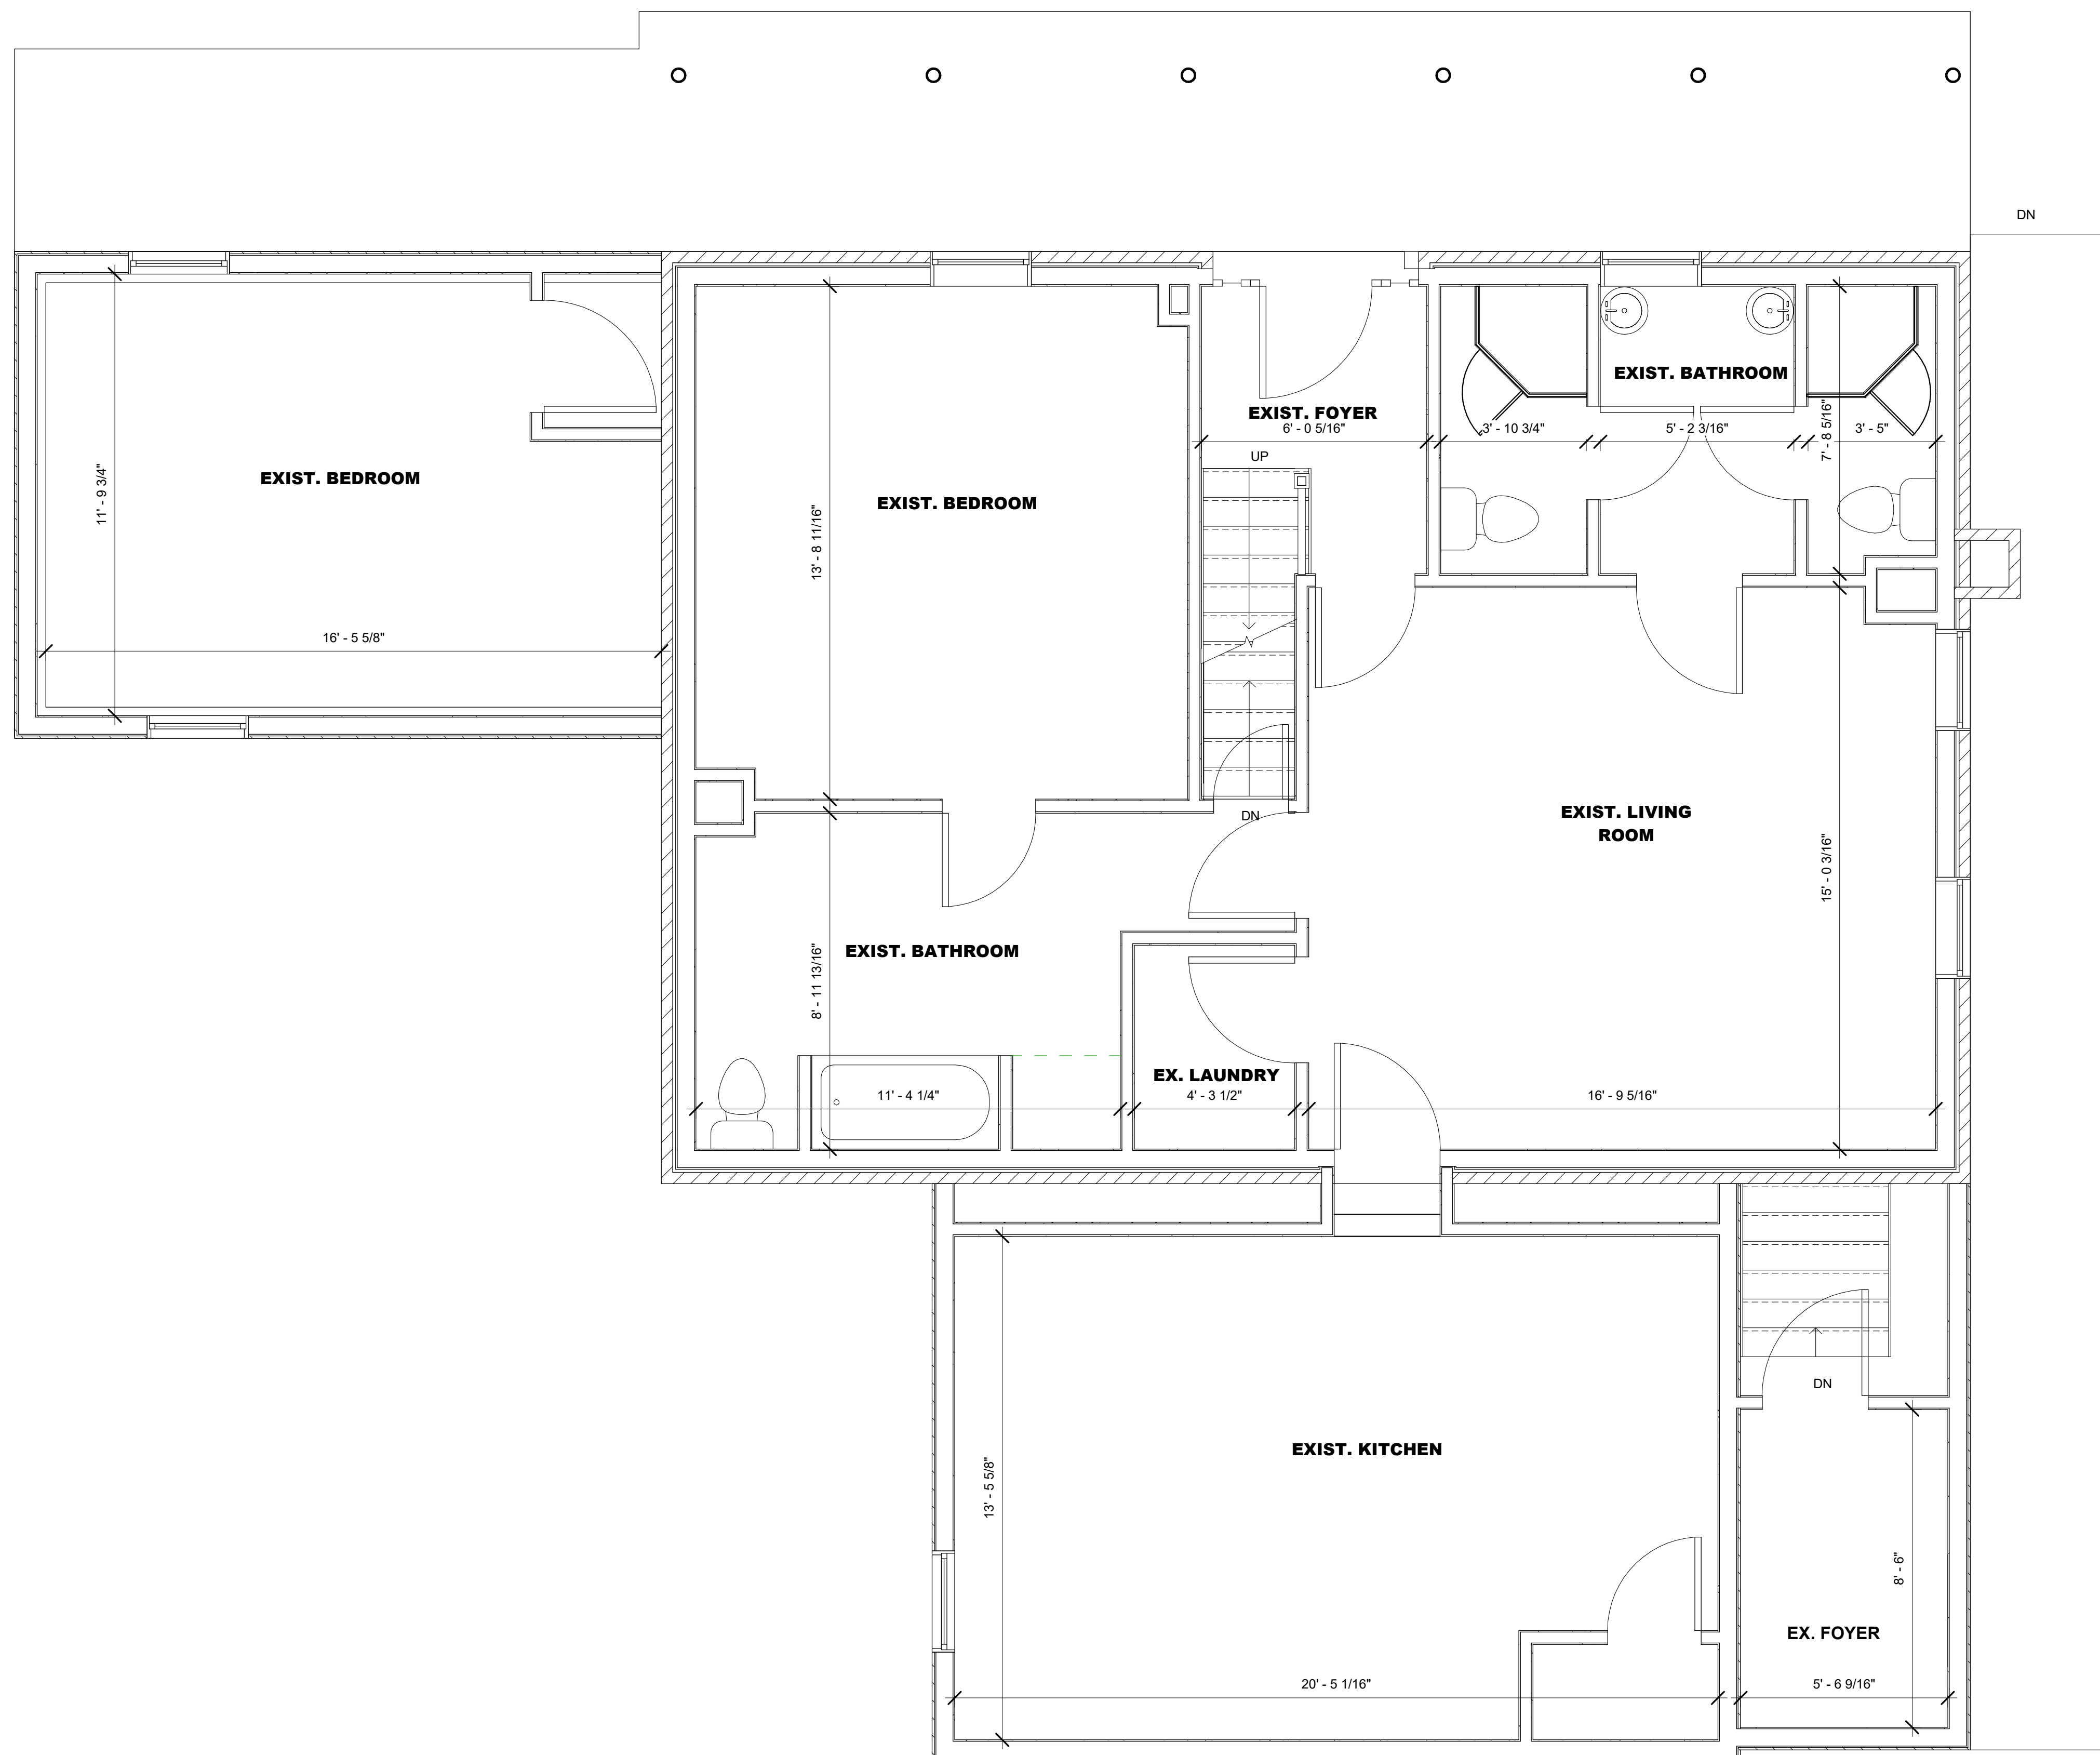 DN
EXIST. BATHROOM
EXIST. FOYER
6' - 0 5/16"
3' - 10 3/4"
5' - 2 3/16"
7' - 8 5/16"
3' - 5"
UP
EXIST. BEDROOM
11' - 9 3/4"
16' - 5 5/8"
EXIST. BEDROOM
13' - 8 11/16"
DN
EXIST. LIVING
ROOM
15' - 0 3/16"
EXIST. BATHROOM
8' - 11 13/16"
EX. LAUNDRY
11' - 4 1/4"
4' - 3 1/2"
16' - 9 5/16"
DN
EXIST. KITCHEN
13' - 5 5/8"
8' - 6"
EX. FOYER
20' - 5 1/16"
5' - 6 9/16"